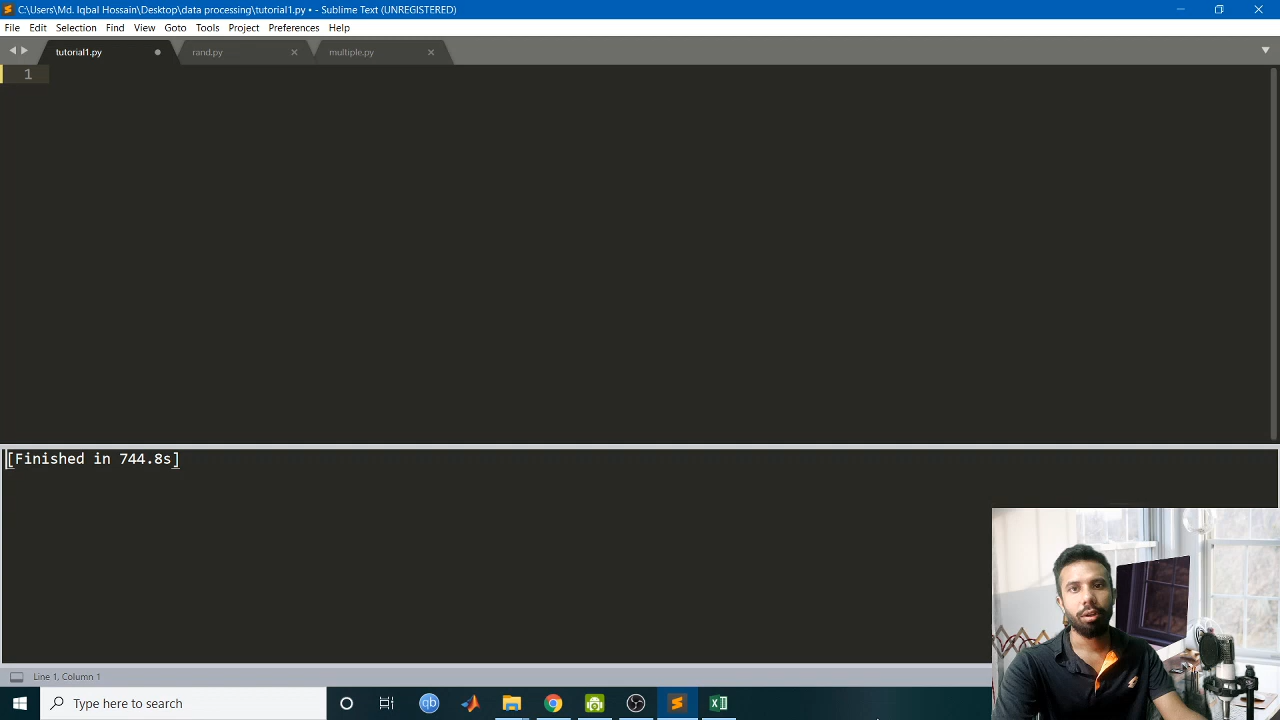 C:\Users\Md. Iqbal Hossain\Desktop\data processing\tutorial1.py • - Sublime Text (UNREGISTERED)
File Edit Selection Find View Goto Tools Project Preferences Help
tutorial1.py rand.py multiple.py
1
[Finished in 744.8s]
Line 1, Column 1
Type here to search
qb